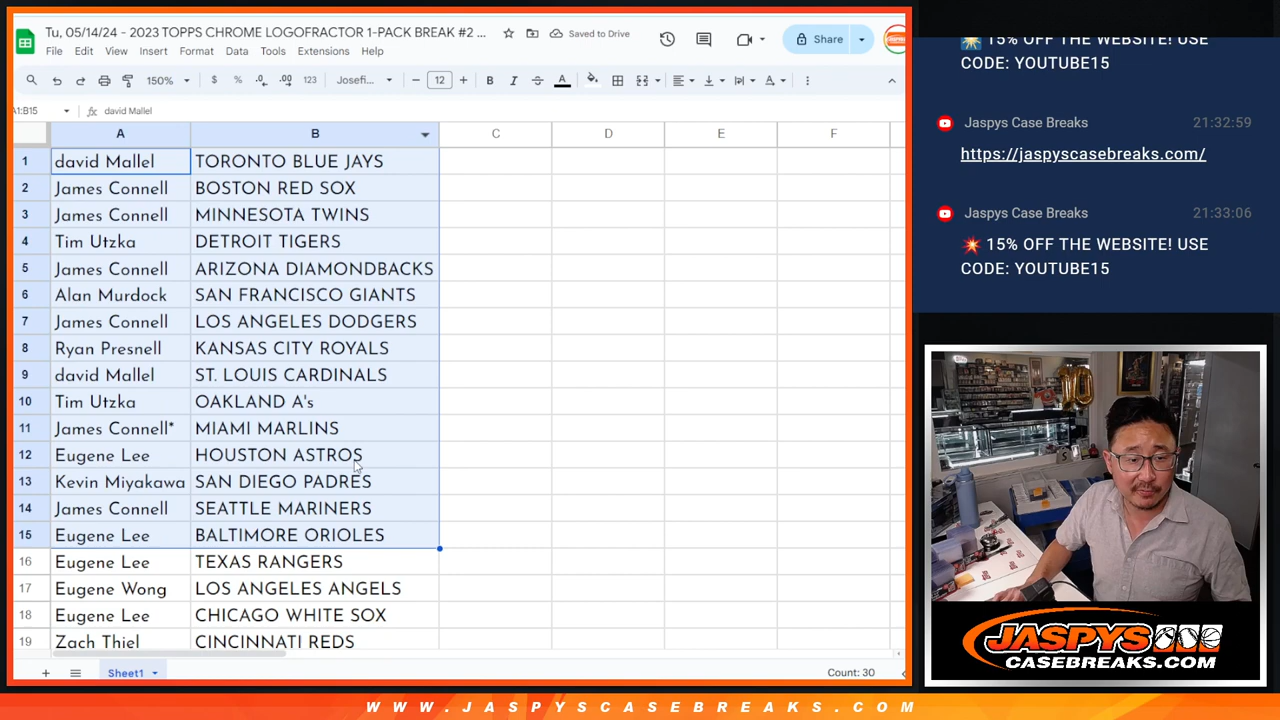 Tu, 05/14/24 - 2023 TOPPS CHROME LOGOFRACTOR 1-PACK BREAK #2 ...
Saved to Drive
Share
File Edit View Insert Format Data Tools Extensions Help
150% $ % .0 .00 123 Josefi... - 12 + B I A
A1:B15 fx david Mallel
A B C D E F
1 david Mallel TORONTO BLUE JAYS
2 James Connell BOSTON RED SOX
3 James Connell MINNESOTA TWINS
4 Tim Utzka DETROIT TIGERS
5 James Connell ARIZONA DIAMONDBACKS
6 Alan Murdock SAN FRANCISCO GIANTS
7 James Connell LOS ANGELES DODGERS
8 Ryan Presnell KANSAS CITY ROYALS
9 david Mallel ST. LOUIS CARDINALS
10 Tim Utzka OAKLAND A's
11 James Connell* MIAMI MARLINS
12 Eugene Lee HOUSTON ASTROS
13 Kevin Miyakawa SAN DIEGO PADRES
14 James Connell SEATTLE MARINERS
15 Eugene Lee BALTIMORE ORIOLES
16 Eugene Lee TEXAS RANGERS
17 Eugene Wong LOS ANGELES ANGELS
18 Eugene Lee CHICAGO WHITE SOX
19 Zach Thiel CINCINNATI REDS
+ Sheet1 Count: 30
15% OFF THE WEBSITE! USE
CODE: YOUTUBE15
Jaspys Case Breaks 21:32:59
https://jaspyscasebreaks.com/
Jaspys Case Breaks 21:33:06
15% OFF THE WEBSITE! USE
CODE: YOUTUBE15
10
JASPYS
CASEBREAKS.COM
WWW.JASPYSCASEBREAKS.COM